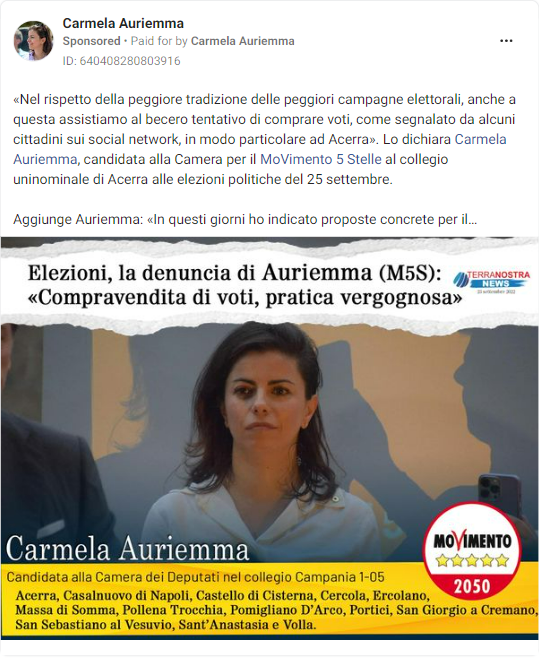 Carmela Auriemma
Sponsored • Paid for by Carmela Auriemma
ID: 640408280803916
«Nel rispetto della peggiore tradizione delle peggiori campagne elettorali, anche a
questa assistiamo al becero tentativo di comprare voti, come segnalato da alcuni
cittadini sui social network, in modo particolare ad Acerra». Lo dichiara Carmela
Auriemma, candidata alla Camera per il MoVimento 5 Stelle al collegio
uninominale di Acerra alle elezioni politiche del 25 settembre.
Aggiunge Auriemma: «In questi giorni ho indicato proposte concrete per il...
Elezioni, la denuncia di Auriemma (M5S):
«Compravendita di voti, pratica vergognosa»
TERRANOSTRA
NEWS
Carmela Auriemma
Candidata alla Camera dei Deputati nel collegio Campania 1-05
Acerra, Casalnuovo di Napoli, Castello di Cisterna, Cercola, Ercolano,
Massa di Somma, Pollena Trocchia, Pomigliano D'Arco, Portici, San Giorgio a Cremano,
San Sebastiano al Vesuvio, Sant'Anastasia e Volla.
MOVIMENTO
2050